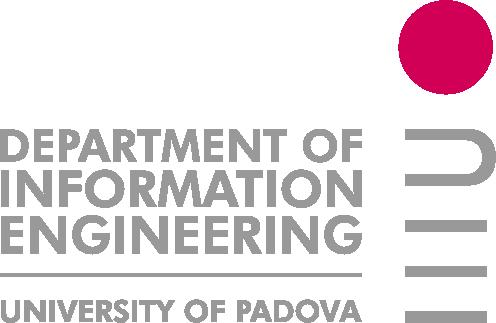 DEPARTMENT OF
INFORMATION
ENGINEERING
UNIVERSITY OF PADOVA